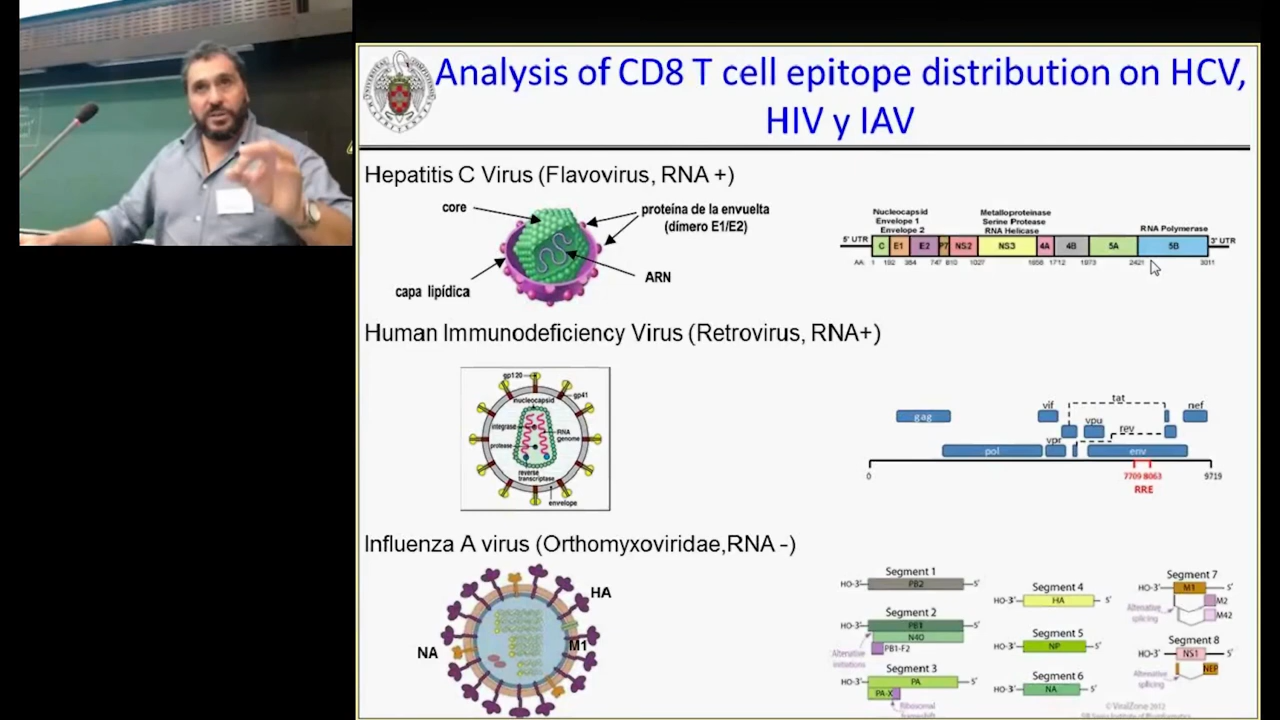 Analysis of CD8 T cell epitope distribution on HCV,
HIV y IAV
Hepatitis C Virus (Flavovirus, RNA +)
core
proteína de la envuelta
(dímero E1/E2)
ARN
capa lipídica
Nucleocapsid
Envelope 1
Envelope 2
Metalloproteinase
Serine Protease
RNA Helicase
RNA Polymerase
5' UTR
C E1 E2 P7 NS2 NS3 4A 4B 5A 5B
3' UTR
AA: 1 192 384 747 810 1027 1658 1712 1973 2421 3011
Human Immunodeficiency Virus (Retrovirus, RNA+)
gp120
gp41
nucleocapsid
integrase
RNA
genome
protease
reverse
transcriptase
envelope
tat
vif
nef
gag
vpu
rev
vpr
pol
env
0
7709 8063
9719
RRE
Influenza A virus (Orthomyxoviridae,RNA -)
HA
NA
M1
Segment 1
HO-3' PB2 5'
Segment 2
HO-3' PB1 5'
N40
PB1-F2
Alternative
initiations
Segment 3
HO-3' PA 5'
PA-X
Ribosomal
frameshift
Segment 4
HO-3' HA 5'
Segment 5
HO-3' NP 5'
Segment 6
HO-3' NA 5'
Segment 7
HO-3' M1 5'
M2
M42
Alternative
splicing
Segment 8
HO-3' NS1 5'
NEP
Alternative
splicing
© ViralZone 2012